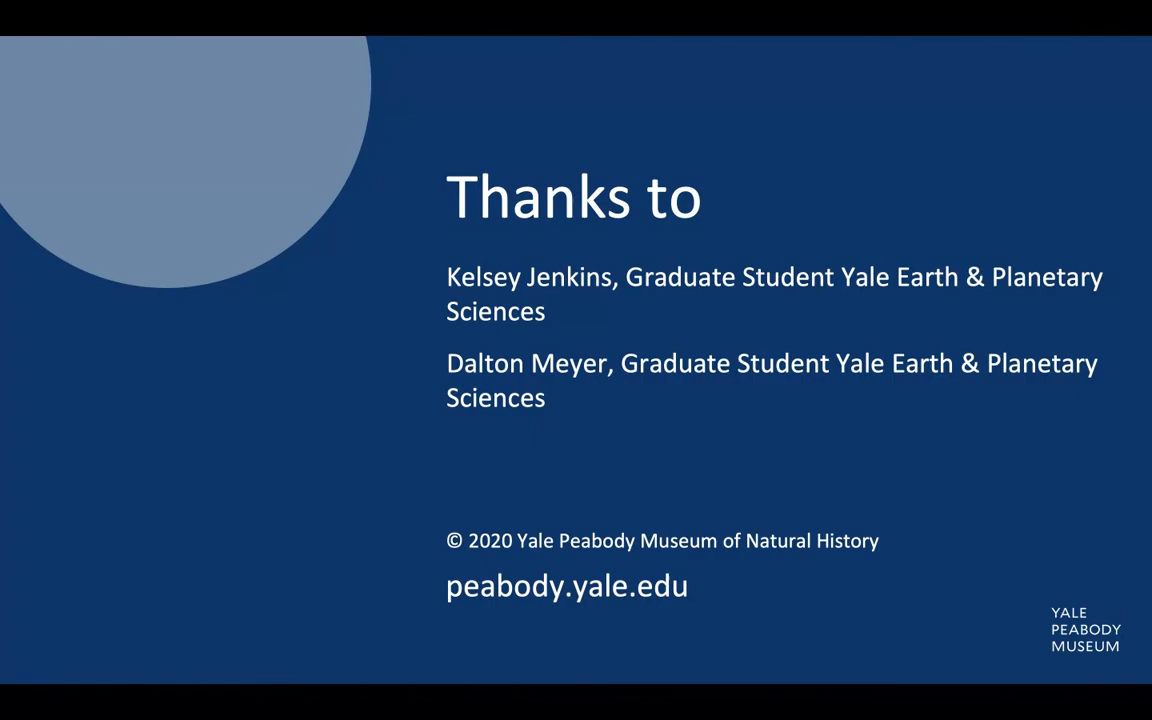 Thanks to
Kelsey Jenkins, Graduate Student Yale Earth & Planetary
Sciences
Dalton Meyer, Graduate Student Yale Earth & Planetary
Sciences
© 2020 Yale Peabody Museum of Natural History
peabody.yale.edu
YALE
PEABODY
MUSEUM